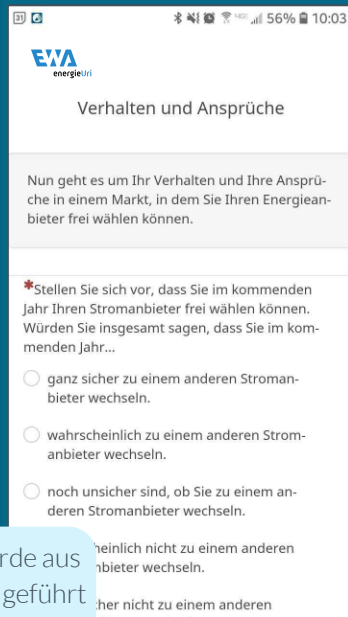 31 56% 10:03
EWA
energieUri
Verhalten und Ansprüche
Nun geht es um Ihr Verhalten und Ihre Ansprü-
che in einem Markt, in dem Sie Ihren Energiean-
bieter frei wählen können.
*Stellen Sie sich vor, dass Sie im kommenden
Jahr Ihren Stromanbieter frei wählen können.
Würden Sie insgesamt sagen, dass Sie im kom-
menden Jahr...
ganz sicher zu einem anderen Stroman-
bieter wechseln.
wahrscheinlich zu einem anderen Strom-
anbieter wechseln.
noch unsicher sind, ob Sie zu einem an-
deren Stromanbieter wechseln.
heinlich nicht zu einem anderen
nbieter wechseln.
cher nicht zu einem anderen
rde aus
geführt